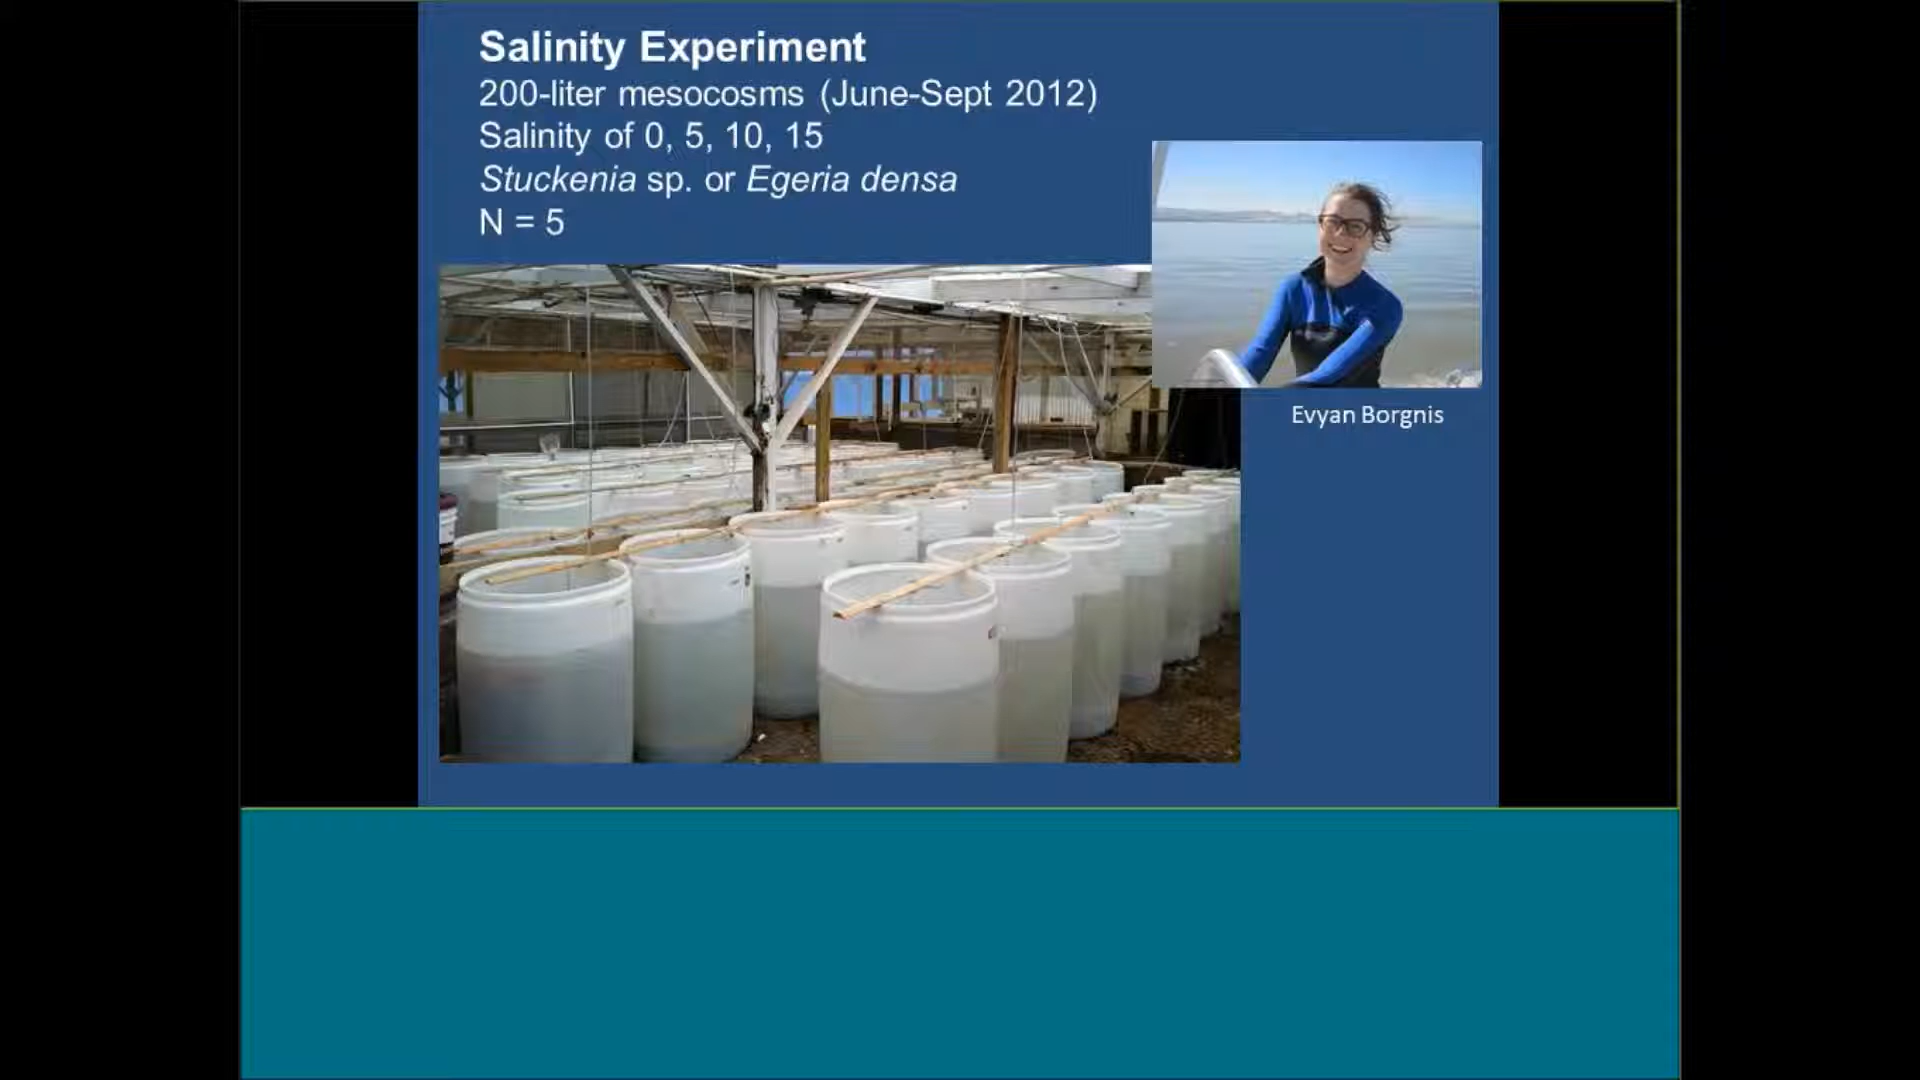 Salinity Experiment
200-liter mesocosms (June-Sept 2012)
Salinity of 0, 5, 10, 15
Stuckenia sp. or Egeria densa
N = 5
Evyan Borgnis